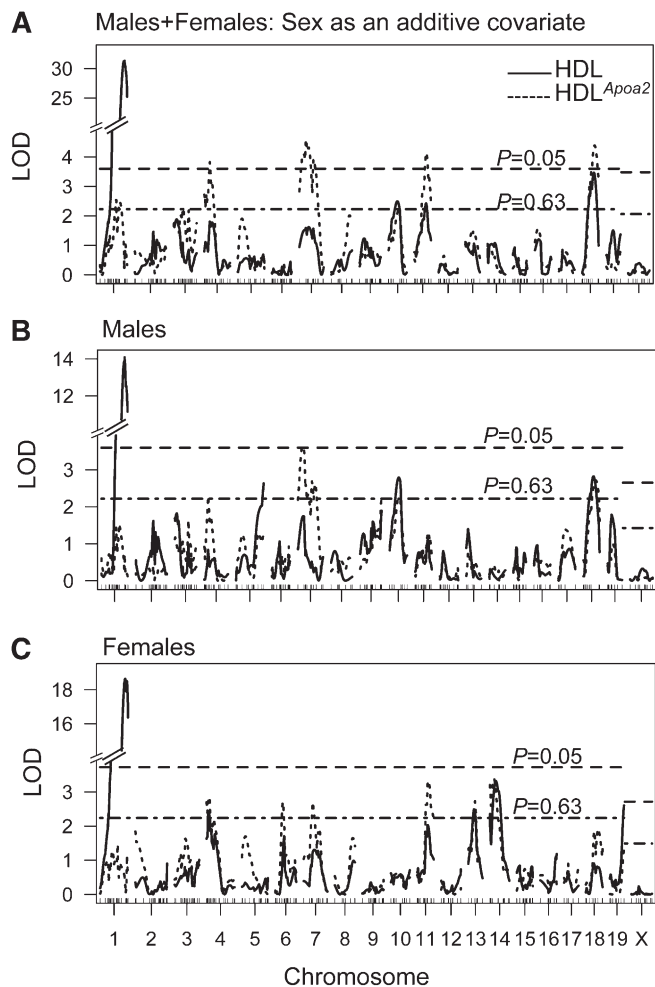 A Males+Females: Sex as an additive covariate
HDL
HDL^Apoa2
LOD
30
25
4
3
2
1
0
P=0.05
P=0.63
B Males
LOD
14
12
3
2
1
0
P=0.05
P=0.63
C Females
LOD
18
16
3
2
1
0
P=0.05
P=0.63
1 2 3 4 5 6 7 8 9 10 11 12 13 14 15 16 17 18 19 X
Chromosome